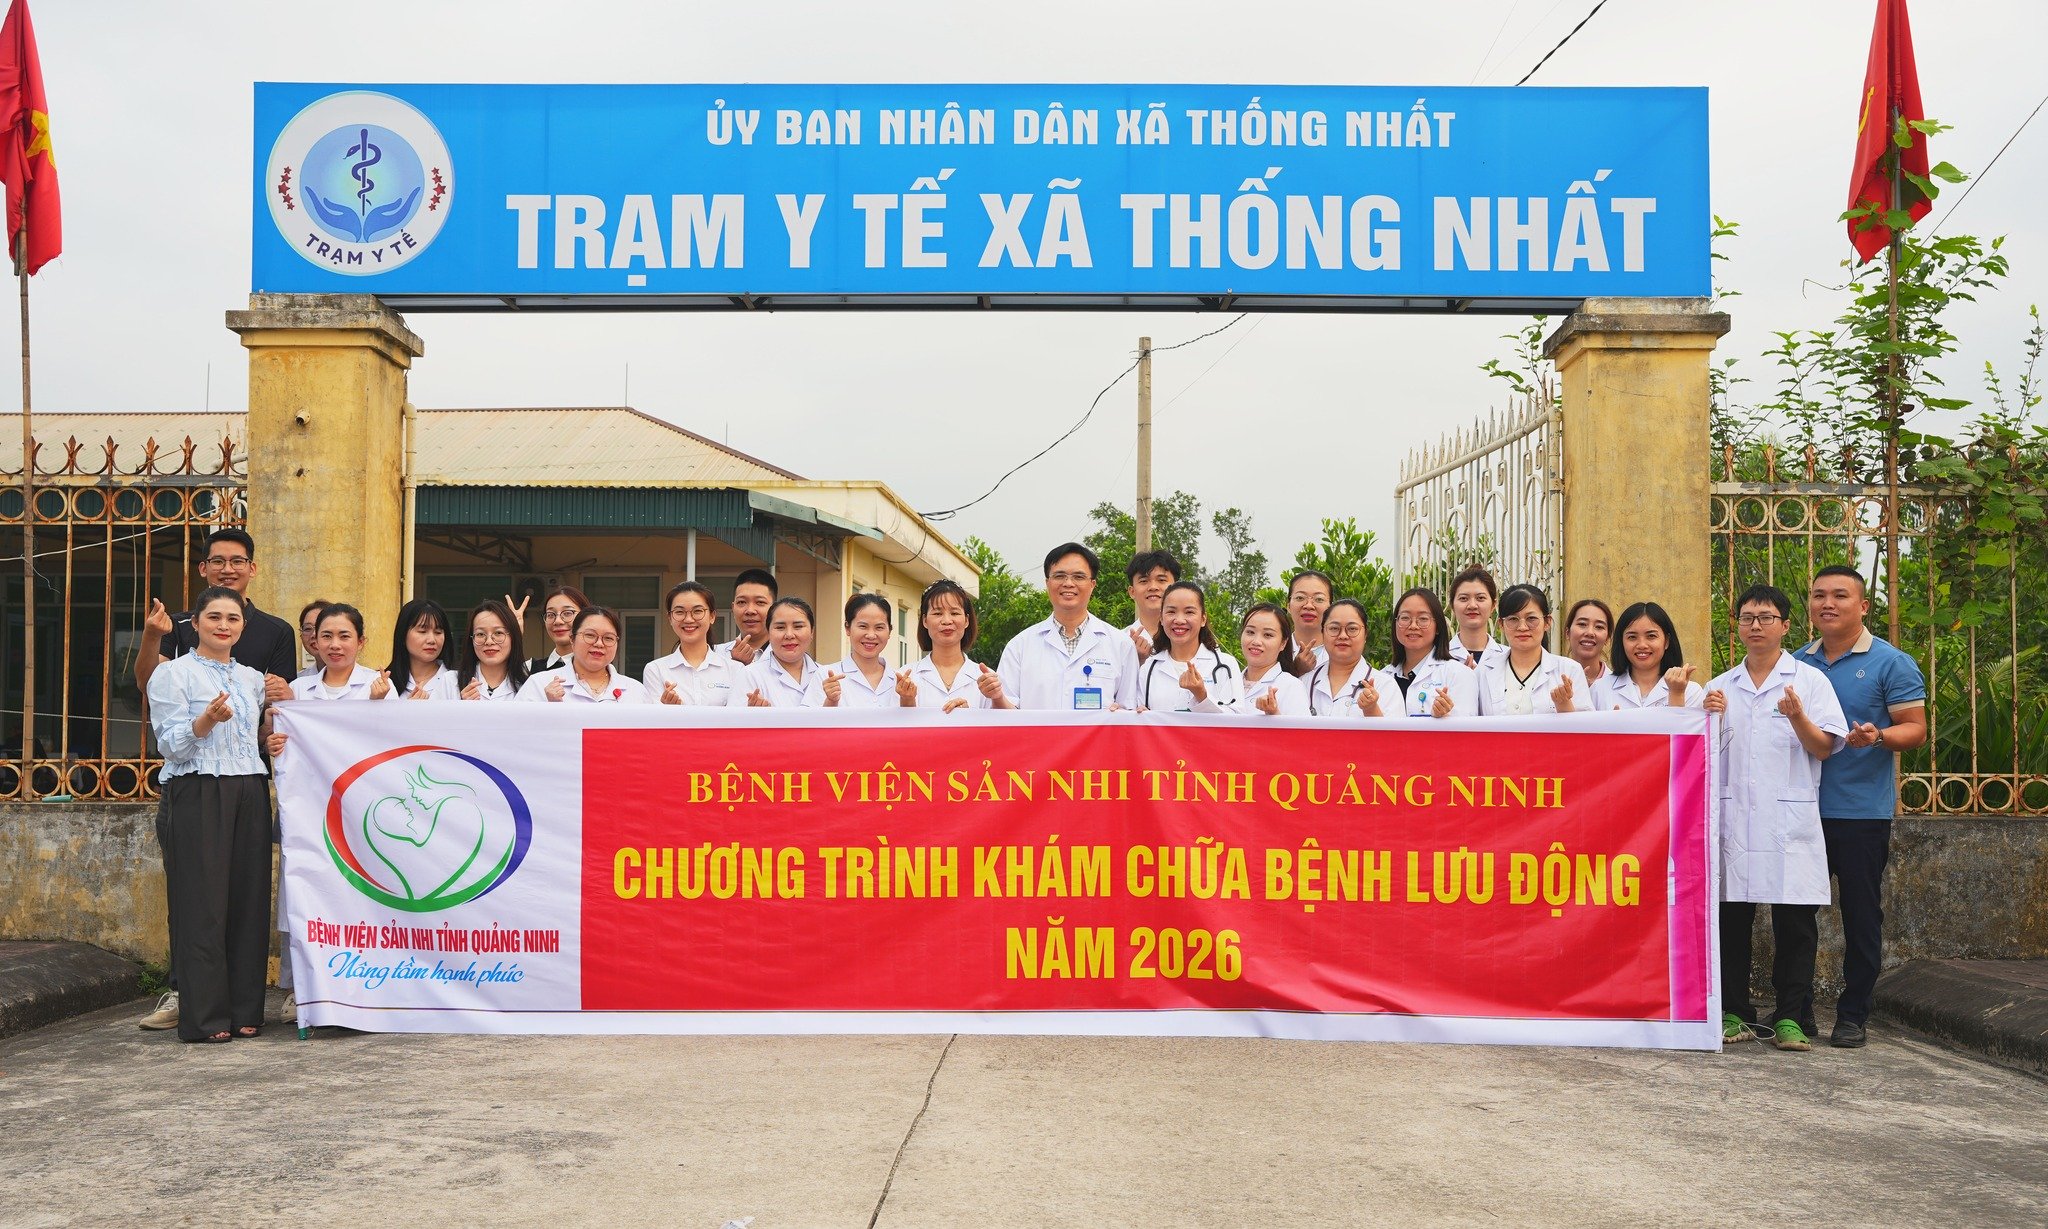 ỦY BAN NHÂN DÂN XÃ THỐNG NHẤT
TRẠM Y TẾ XÃ THỐNG NHẤT
TRẠM Y TẾ
BỆNH VIỆN SẢN NHI TỈNH QUẢNG NINH
CHƯƠNG TRÌNH KHÁM CHỮA BỆNH LƯU ĐỘNG
NĂM 2026
BỆNH VIỆN SẢN NHI TỈNH QUẢNG NINH
Nâng tầm hạnh phúc